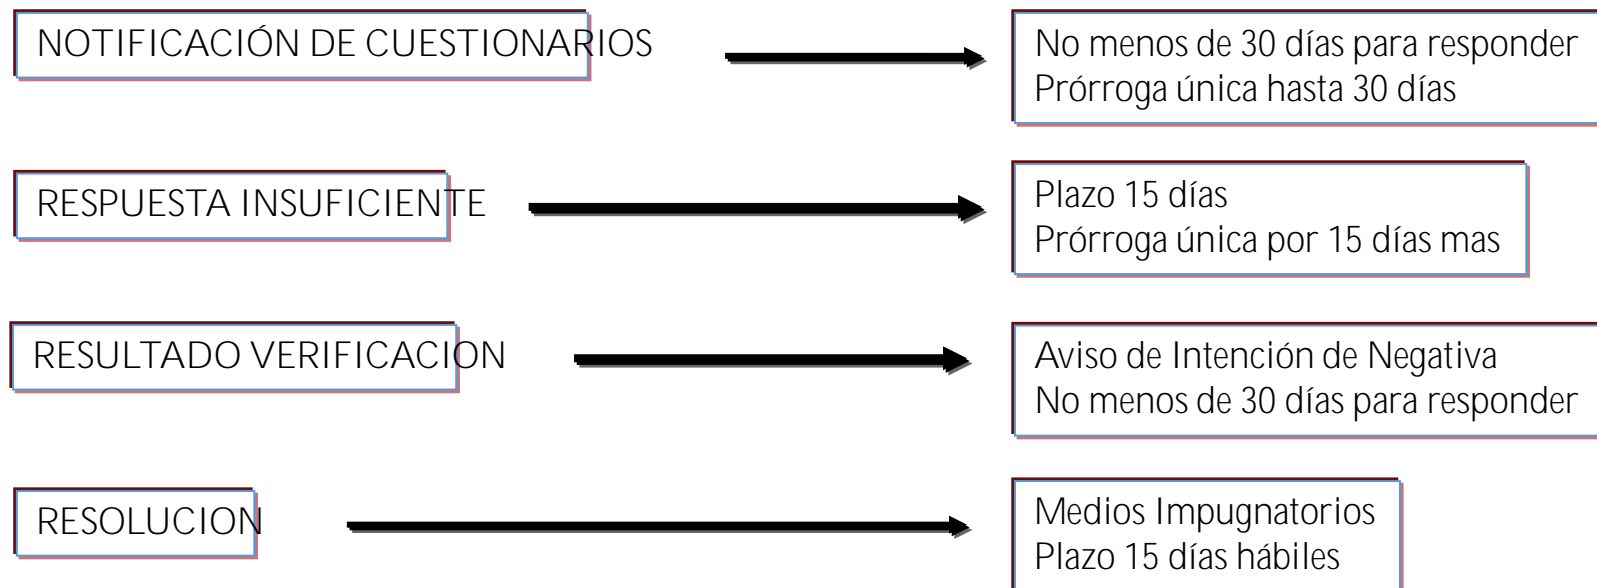 NOTIFICACIÓN DE CUESTIONARIOS
No menos de 30 días para responder
Prórroga única hasta 30 días
RESPUESTA INSUFICIENTE
Plazo 15 días
Prórroga única por 15 días mas
RESULTADO VERIFICACION
Aviso de Intención de Negativa
No menos de 30 días para responder
RESOLUCION
Medios Impugnatorios
Plazo 15 días hábiles